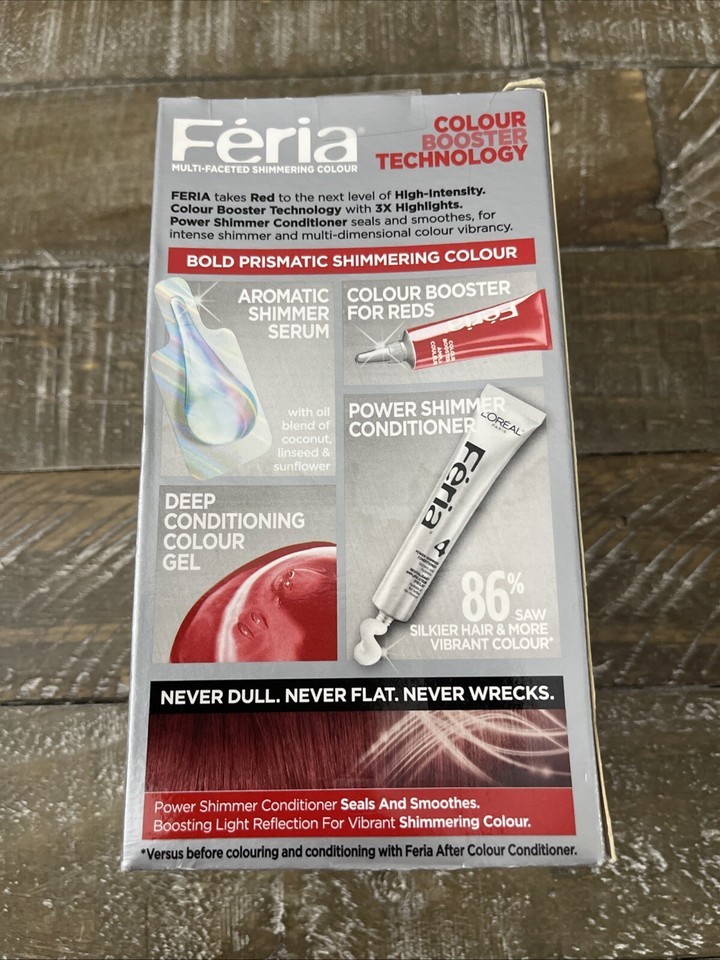 Féria
MULTI-FACETED SHIMMERING COLOUR
COLOUR
BOOSTER
TECHNOLOGY
FERIA takes Red to the next level of High-Intensity.
Colour Booster Technology with 3X Highlights.
Power Shimmer Conditioner seals and smoothes, for
intense shimmer and multi-dimensional colour vibrancy.
BOLD PRISMATIC SHIMMERING COLOUR
AROMATIC
SHIMMER
SERUM
with oil
blend of
coconut,
linseed &
sunflower
COLOUR BOOSTER
FOR REDS
Féria
COLOUR
BOOSTER
POWER SHIMMER
CONDITIONER
L'ORÉAL
PARIS
Féria
4
86%
SAW
SILKIER HAIR & MORE
VIBRANT COLOUR*
DEEP
CONDITIONING
COLOUR
GEL
NEVER DULL. NEVER FLAT. NEVER WRECKS.
Power Shimmer Conditioner Seals And Smoothes.
Boosting Light Reflection For Vibrant Shimmering Colour.
*Versus before colouring and conditioning with Feria After Colour Conditioner.